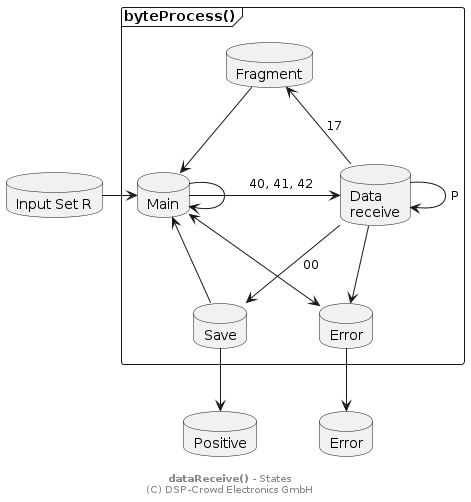 byteProcess()
Fragment
17
Input Set R
Main
40, 41, 42
Data
receive
P
00
Save
Error
Positive
Error
dataReceive() - States
(C) DSP-Crowd Electronics GmbH